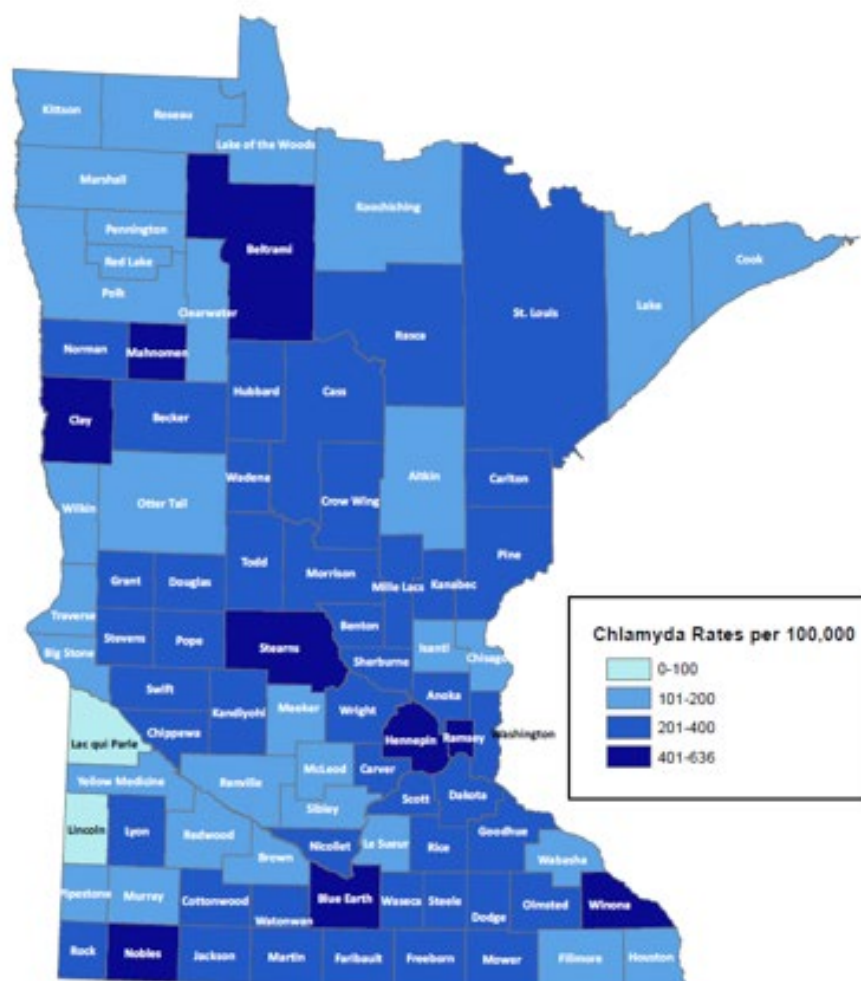 Kittson
Roseau
Lake of the Woods
Marshall
Koochiching
Pennington
Beltrami
Red Lake
Cook
Polk
Clearwater
St. Louis
Lake
Itasca
Norman
Mahnomen
Hubbard
Cass
Clay
Becker
Wadena
Aitkin
Carlton
Crow Wing
Otter Tail
Wilkin
Pine
Todd
Grant
Douglas
Morrison
Mille Lacs
Kanabec
Traverse
Benton
Stevens
Pope
Stearns
Isanti
Big Stone
Sherburne
Chisago
Swift
Anoka
Kandiyohi
Meeker
Wright
Chippewa
Hennepin
Ramsey
Washington
Lac qui Parle
McLeod
Carver
Yellow Medicine
Renville
Scott
Dakota
Sibley
Lincoln
Lyon
Redwood
Nicollet
Le Sueur
Rice
Goodhue
Brown
Wabasha
Pipestone
Murray
Cottonwood
Watonwan
Blue Earth
Waseca
Steele
Dodge
Olmsted
Winona
Rock
Nobles
Jackson
Martin
Faribault
Freeborn
Mower
Fillmore
Houston
Chlamyda Rates per 100,000
0-100
101-200
201-400
401-636